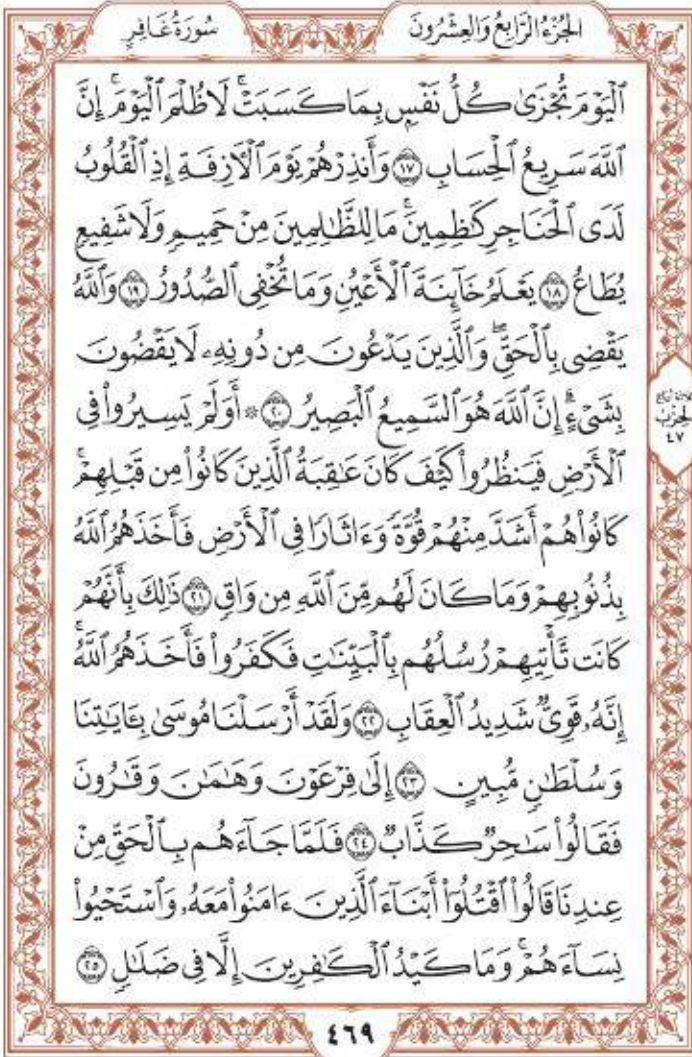 الجُزْءُ الرَّابِعُ وَالعِشْرُونَ
سُورَةُ غَافِرٍ
ٱلۡيَوۡمَ تُجۡزَىٰ كُلُّ نَفۡسِۭ بِمَا كَسَبَتۡۚ لَا ظُلۡمَ ٱلۡيَوۡمَۚ إِنَّ
ٱللَّهَ سَرِيعُ ٱلۡحِسَابِ ١٧ وَأَنذِرۡهُمۡ يَوۡمَ ٱلۡأٓزِفَةِ إِذِ ٱلۡقُلُوبُ
لَدَى ٱلۡحَنَاجِرِ كَٰظِمِينَۚ مَا لِلظَّٰلِمِينَ مِنۡ حَمِيمٖ وَلَا شَفِيعٖ
يُطَاعُ ١٨ يَعۡلَمُ خَآئِنَةَ ٱلۡأَعۡيُنِ وَمَا تُخۡفِي ٱلصُّدُورُ ١٩ وَٱللَّهُ
يَقۡضِي بِٱلۡحَقِّۖ وَٱلَّذِينَ يَدۡعُونَ مِن دُونِهِۦ لَا يَقۡضُونَ
بِشَيۡءٍۗ إِنَّ ٱللَّهَ هُوَ ٱلسَّمِيعُ ٱلۡبَصِيرُ ٢٠ ۞ أَوَلَمۡ يَسِيرُواْ فِي
ٱلۡأَرۡضِ فَيَنظُرُواْ كَيۡفَ كَانَ عَٰقِبَةُ ٱلَّذِينَ كَانُواْ مِن قَبۡلِهِمۡۚ
كَانُواْ هُمۡ أَشَدَّ مِنۡهُمۡ قُوَّةٗ وَءَاثَارٗا فِي ٱلۡأَرۡضِ فَأَخَذَهُمُ ٱللَّهُ
بِذُنُوبِهِمۡ وَمَا كَانَ لَهُم مِّنَ ٱللَّهِ مِن وَاقٖ ٢١ ذَٰلِكَ بِأَنَّهُمۡ
كَانَت تَّأۡتِيهِمۡ رُسُلُهُم بِٱلۡبَيِّنَٰتِ فَكَفَرُواْ فَأَخَذَهُمُ ٱللَّهُۚ
إِنَّهُۥ قَوِيّٞ شَدِيدُ ٱلۡعِقَابِ ٢٢ وَلَقَدۡ أَرۡسَلۡنَا مُوسَىٰ بِـَٔايَٰتِنَا
وَسُلۡطَٰنٖ مُّبِينٍ ٢٣ إِلَىٰ فِرۡعَوۡنَ وَهَٰمَٰنَ وَقَٰرُونَ
فَقَالُواْ سَٰحِرٞ كَذَّابٞ ٢٤ فَلَمَّا جَآءَهُم بِٱلۡحَقِّ مِنۡ
عِندِنَا قَالُواْ ٱقۡتُلُوٓاْ أَبۡنَآءَ ٱلَّذِينَ ءَامَنُواْ مَعَهُۥ وَٱسۡتَحۡيُواْ
نِسَآءَهُمۡۚ وَمَا كَيۡدُ ٱلۡكَٰفِرِينَ إِلَّا فِي ضَلَٰلٖ ٢٥
الحزب
٤٧
٤٦٩